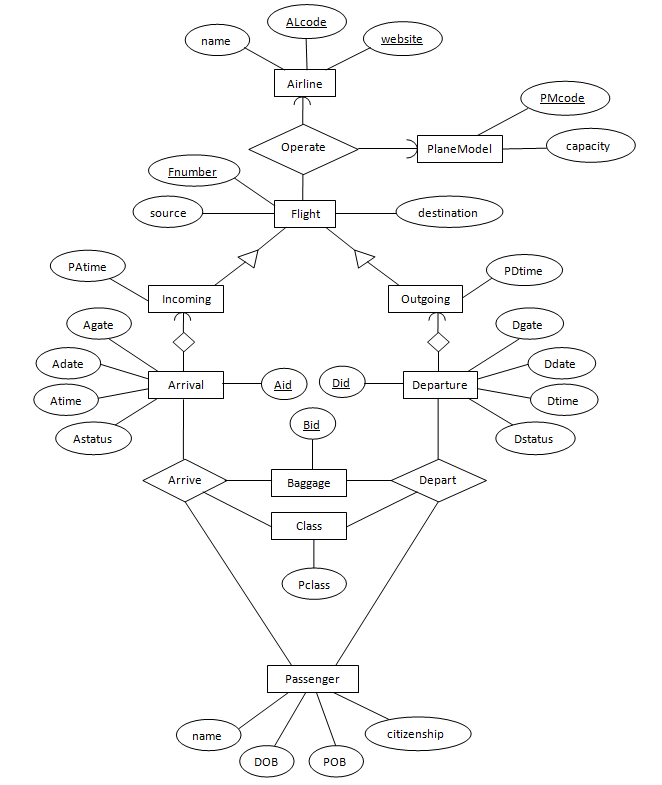 ALcode
name
website
Airline
PMcode
Operate
PlaneModel
capacity
Fnumber
source
Flight
destination
PAtime
PDtime
Incoming
Outgoing
Agate
Dgate
Adate
Ddate
Arrival
Aid
Did
Departure
Atime
Dtime
Astatus
Bid
Dstatus
Arrive
Baggage
Depart
Class
Pclass
Passenger
name
citizenship
DOB
POB